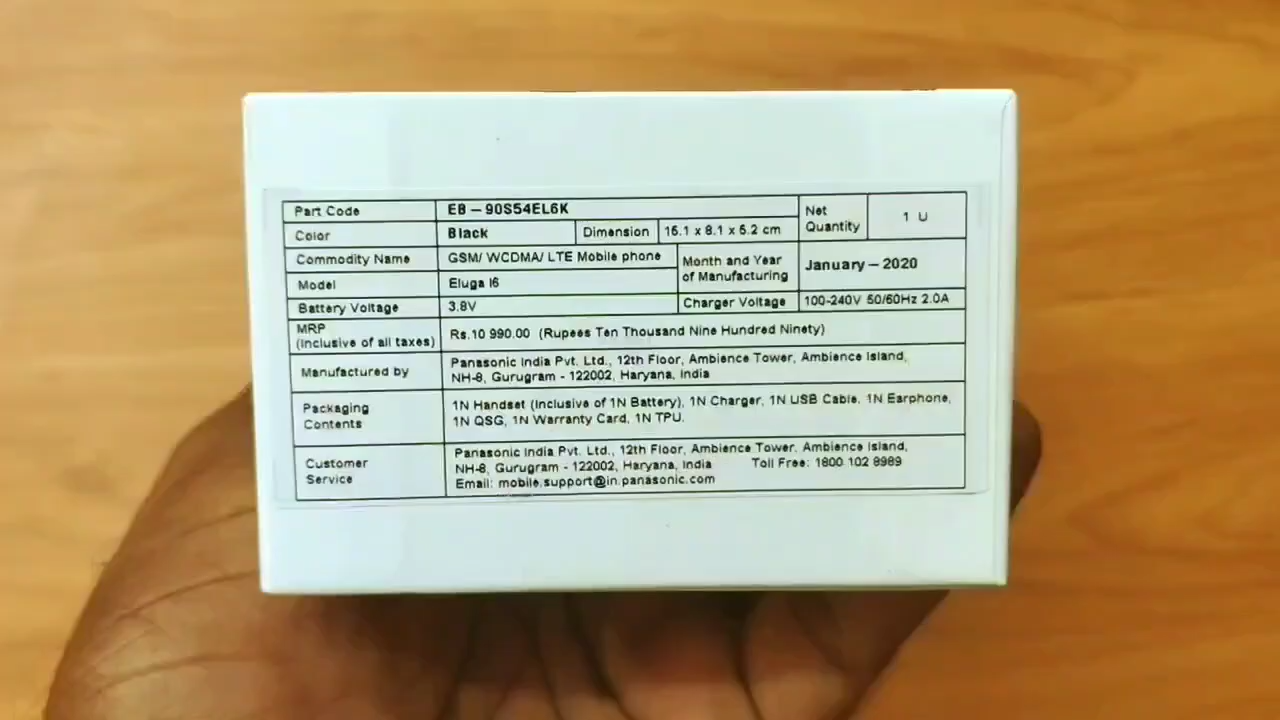 Part Code EB – 90S54EL6K Net Quantity 1 U
Color Black Dimension 16.1 x 8.1 x 5.2 cm
Commodity Name GSM/ WCDMA/ LTE Mobile phone Month and Year of Manufacturing January – 2020
Model Eluga I6
Battery Voltage 3.8V Charger Voltage 100-240V 50/60Hz 2.0A
MRP
(Inclusive of all taxes) Rs.10 990.00 (Rupees Ten Thousand Nine Hundred Ninety)
Manufactured by Panasonic India Pvt. Ltd., 12th Floor, Ambience Tower, Ambience Island,
NH-8, Gurugram - 122002, Haryana, India
Packaging Contents 1N Handset (Inclusive of 1N Battery), 1N Charger, 1N USB Cable. 1N Earphone,
1N QSG, 1N Warranty Card, 1N TPU.
Customer Service Panasonic India Pvt. Ltd., 12th Floor, Ambience Tower. Ambience Island,
NH-8, Gurugram - 122002, Haryana, India Toll Free: 1800 102 8989
Email: mobile.support@in.panasonic.com